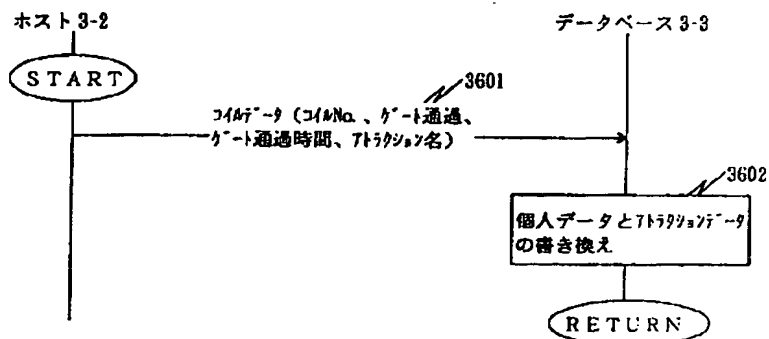 ホスト3-2
データベース3-3
START
3601
コイルデータ（コイルNo.、ゲート通過、
ゲート通過時間、アトラクション名）
3602
個人データとアトラクションデータ
の書き換え
RETURN